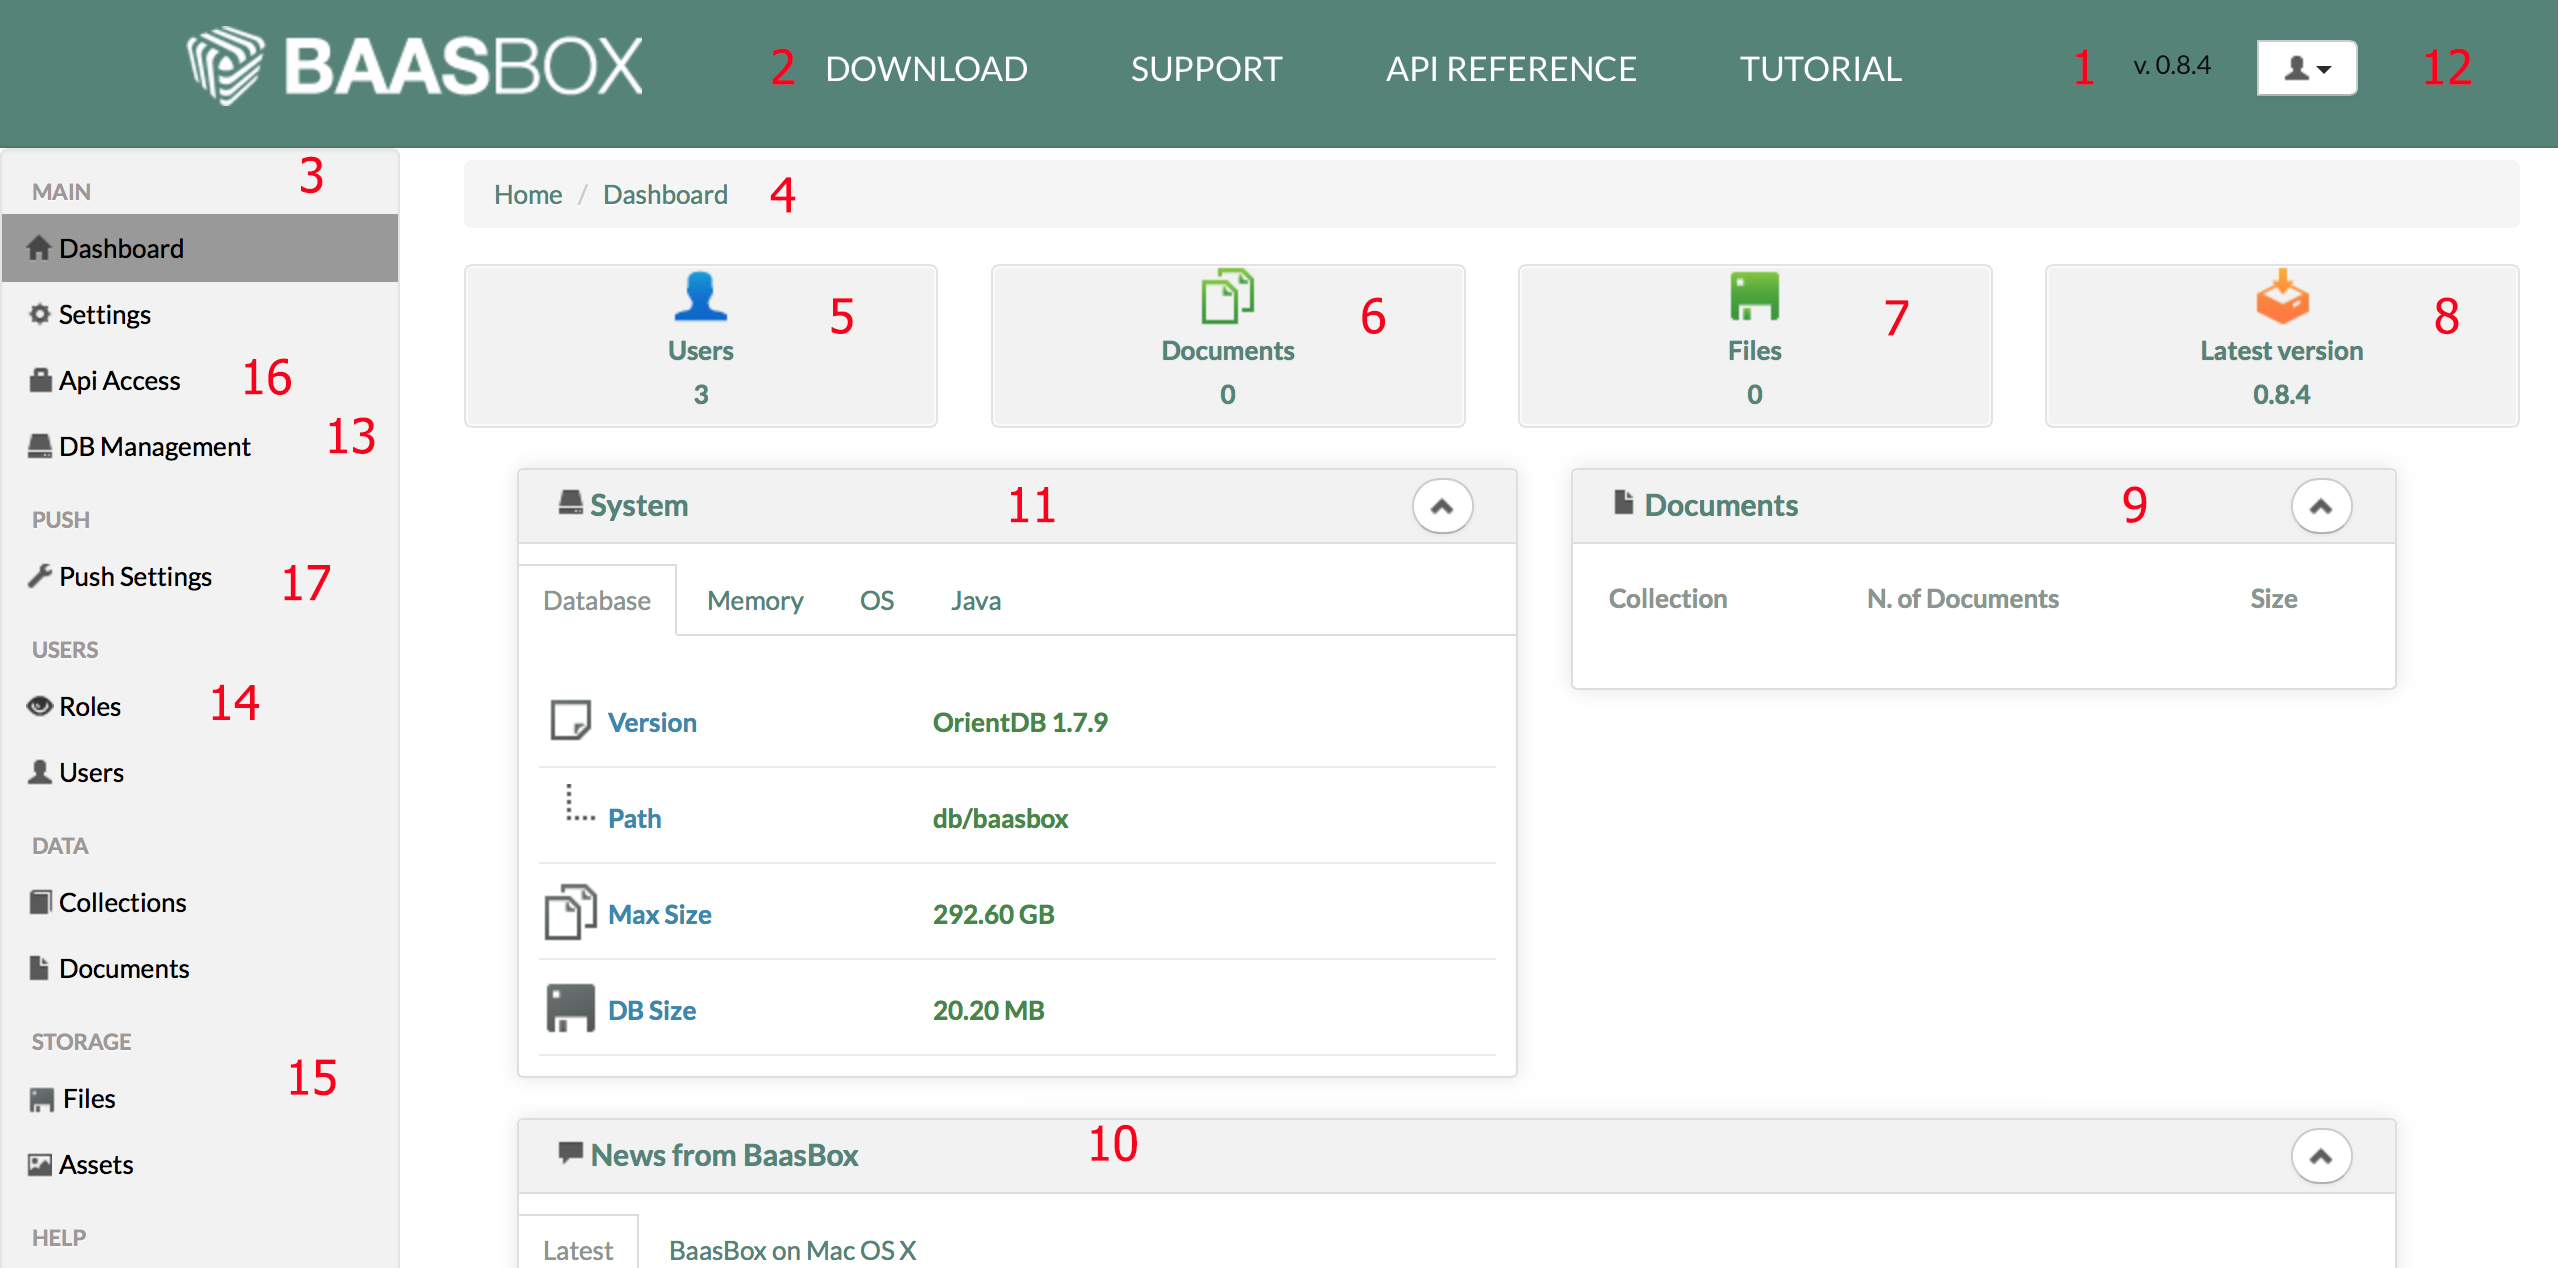 BAASBOX
2 DOWNLOAD SUPPORT API REFERENCE TUTORIAL 1 v. 0.8.4 12
3
MAIN
Dashboard
Settings
Api Access 16
DB Management 13
PUSH
Push Settings 17
USERS
Roles 14
Users
DATA
Collections
Documents
STORAGE
15
Files
Assets
HELP
Home / Dashboard 4
5
Users
3
6
Documents
0
7
Files
0
8
Latest version
0.8.4
System 11
Database Memory OS Java
Version OrientDB 1.7.9
Path db/baasbox
Max Size 292.60 GB
DB Size 20.20 MB
Documents 9
Collection N. of Documents Size
News from BaasBox 10
Latest BaasBox on Mac OS X